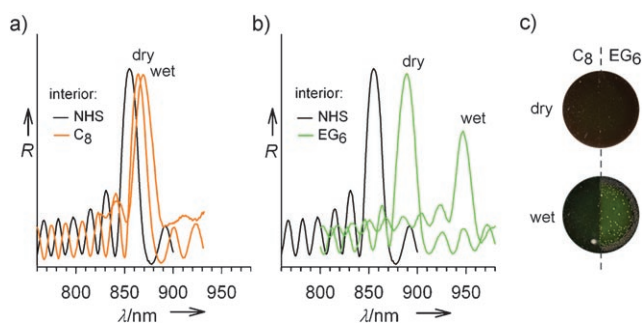 a)
dry
wet
interior:
NHS
C8
R
800 850 900 950
λ/nm
b)
dry
wet
interior:
NHS
EG6
R
800 850 900 950
λ/nm
c)
C8 EG6
dry
wet